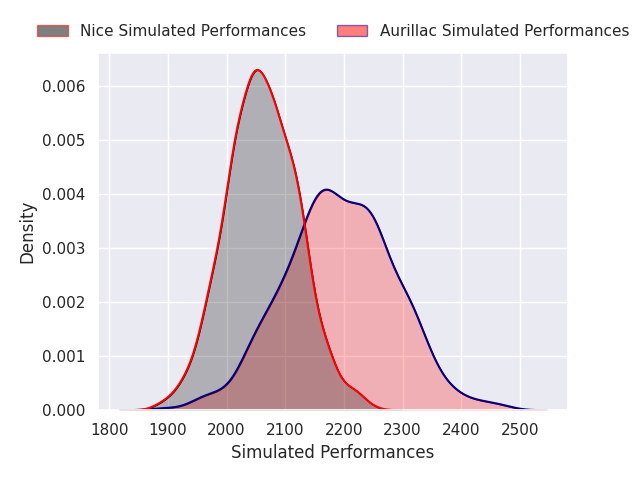 Nice Simulated Performances Aurillac Simulated Performances
0.006
0.005
0.004
0.003
0.002
0.001
0.000
Density
1800 1900 2000 2100 2200 2300 2400 2500
Simulated Performances